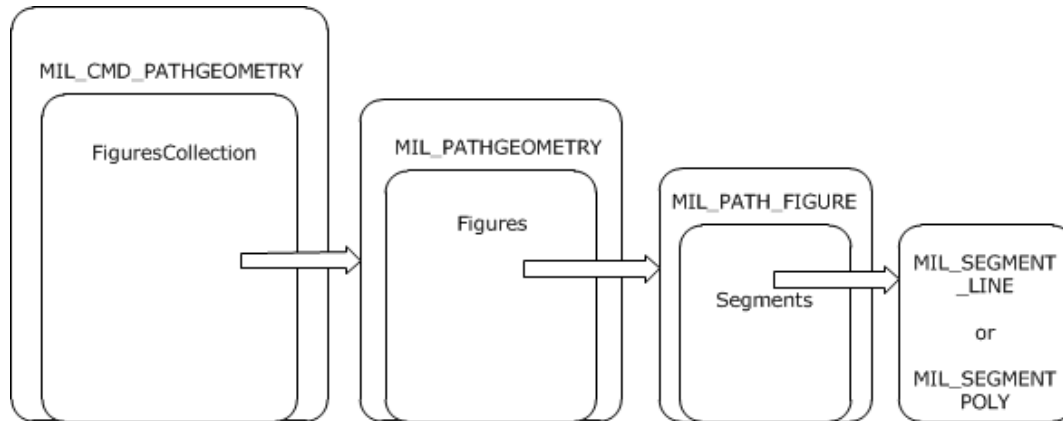 MIL_CMD_PATHGEOMETRY
FiguresCollection
MIL_PATHGEOMETRY
Figures
MIL_PATH_FIGURE
Segments
MIL_SEGMENT
_LINE
or
MIL_SEGMENT
POLY